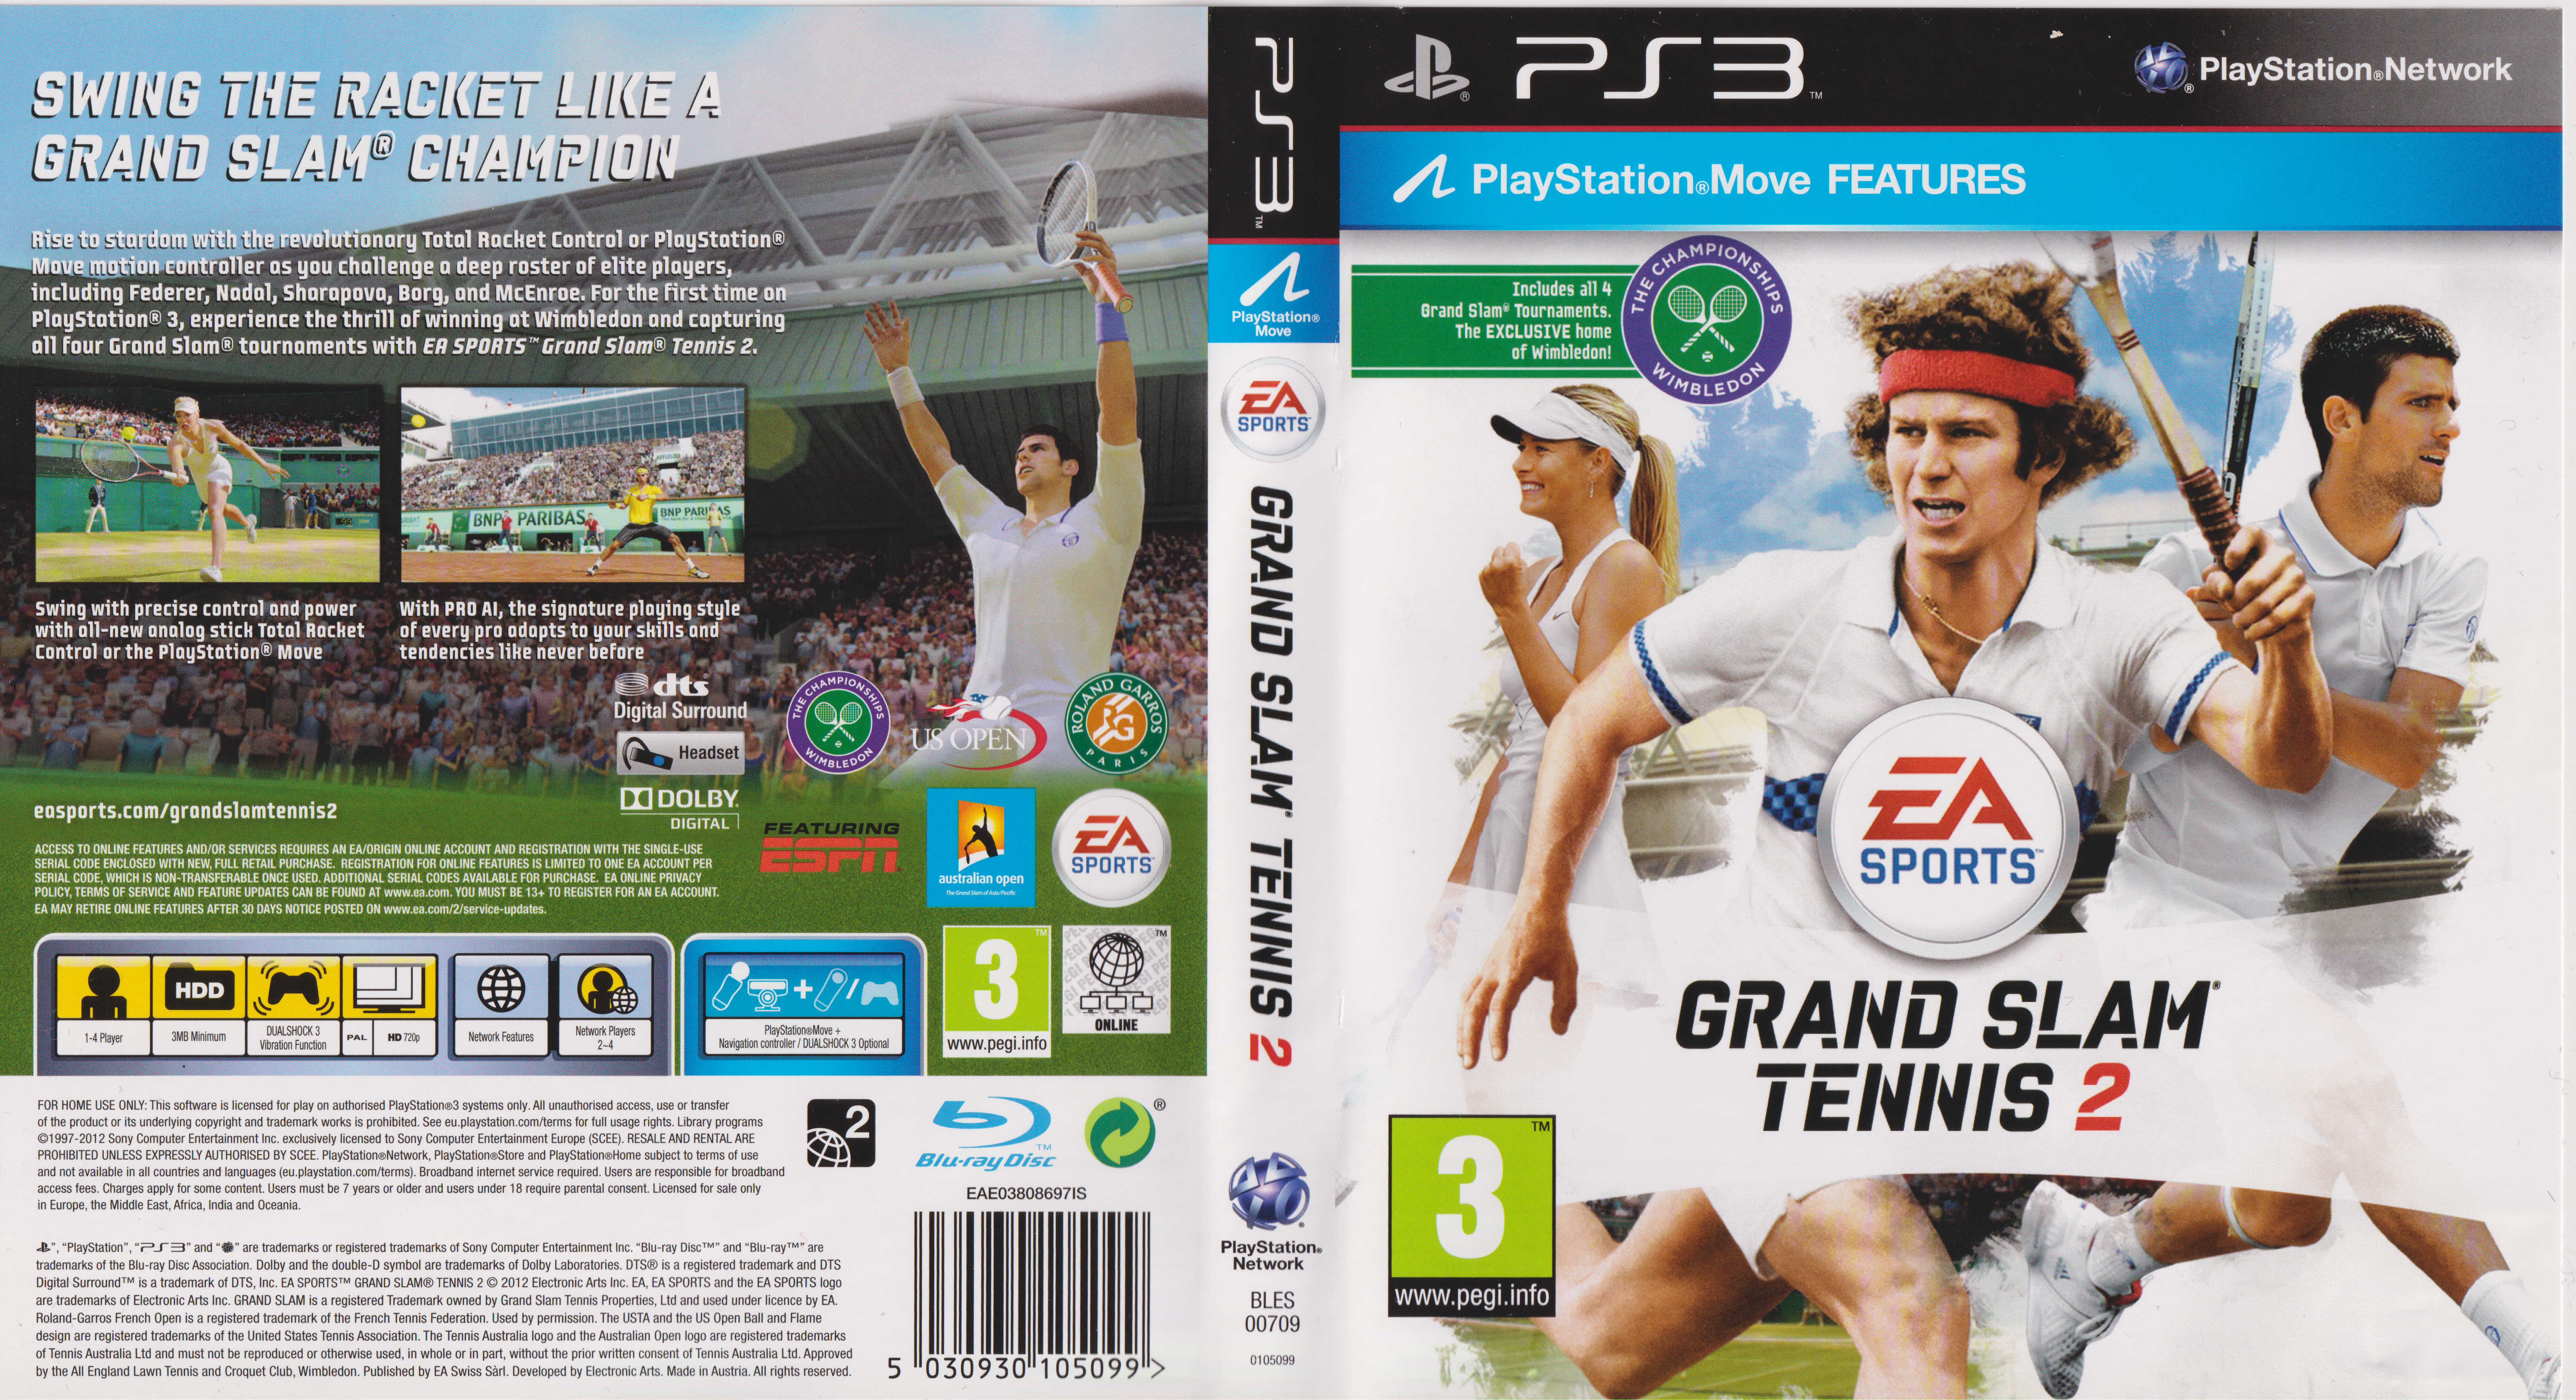 SWING THE RACKET LIKE A
GRAND SLAM® CHAMPION
Rise to stardom with the revolutionary Total Racket Control or PlayStation®
Move motion controller as you challenge a deep roster of elite players,
including Federer, Nadal, Sharapova, Borg, and McEnroe. For the first time on
PlayStation® 3, experience the thrill of winning at Wimbledon and capturing
all four Grand Slam® tournaments with EA SPORTS™ Grand Slam® Tennis 2.
BNP PARIBAS
BNP PARIBAS
Swing with precise control and power
with all-new analog stick Total Racket
Control or the PlayStation® Move
With PRO AI, the signature playing style
of every pro adapts to your skills and
tendencies like never before
dts®
Digital Surround
Headset
DOLBY
DIGITAL
THE CHAMPIONSHIPS
WIMBLEDON
US OPEN
ROLAND GARROS
RG
PARIS
easports.com/grandslamtennis2
FEATURING
ESPN
australian open
The Grand Slam of Asia/Pacific
EA
SPORTS™
ACCESS TO ONLINE FEATURES AND/OR SERVICES REQUIRES AN EA/ORIGIN ONLINE ACCOUNT AND REGISTRATION WITH THE SINGLE-USE
SERIAL CODE ENCLOSED WITH NEW, FULL RETAIL PURCHASE. REGISTRATION FOR ONLINE FEATURES IS LIMITED TO ONE EA ACCOUNT PER
SERIAL CODE, WHICH IS NON-TRANSFERABLE ONCE USED. ADDITIONAL SERIAL CODES AVAILABLE FOR PURCHASE. EA ONLINE PRIVACY
POLICY, TERMS OF SERVICE AND FEATURE UPDATES CAN BE FOUND AT www.ea.com. YOU MUST BE 13+ TO REGISTER FOR AN EA ACCOUNT.
EA MAY RETIRE ONLINE FEATURES AFTER 30 DAYS NOTICE POSTED ON www.ea.com/2/service-updates.
HDD
1-4 Player
3MB Minimum
DUALSHOCK 3
Vibration Function
PAL
HD 720p
Network Features
Network Players
2~4
PlayStation®Move +
Navigation controller / DUALSHOCK 3 Optional
3™
www.pegi.info
ONLINE
FOR HOME USE ONLY: This software is licensed for play on authorised PlayStation®3 systems only. All unauthorised access, use or transfer
of the product or its underlying copyright and trademark works is prohibited. See eu.playstation.com/terms for full usage rights. Library programs
©1997-2012 Sony Computer Entertainment Inc. exclusively licensed to Sony Computer Entertainment Europe (SCEE). RESALE AND RENTAL ARE
PROHIBITED UNLESS EXPRESSLY AUTHORISED BY SCEE. PlayStation®Network, PlayStation®Store and PlayStation®Home subject to terms of use
and not available in all countries and languages (eu.playstation.com/terms). Broadband internet service required. Users are responsible for broadband
access fees. Charges apply for some content. Users must be 7 years or older and users under 18 require parental consent. Licensed for sale only
in Europe, the Middle East, Africa, India and Oceania.
2
Blu-ray Disc™
®
EAE03808697IS
", "PlayStation", "PS3" and "" are trademarks or registered trademarks of Sony Computer Entertainment Inc. "Blu-ray Disc™" and "Blu-ray™" are
trademarks of the Blu-ray Disc Association. Dolby and the double-D symbol are trademarks of Dolby Laboratories. DTS® is a registered trademark and DTS
Digital Surround™ is a trademark of DTS, Inc. EA SPORTS™ GRAND SLAM® TENNIS 2 © 2012 Electronic Arts Inc. EA, EA SPORTS and the EA SPORTS logo
are trademarks of Electronic Arts Inc. GRAND SLAM is a registered Trademark owned by Grand Slam Tennis Properties, Ltd and used under licence by EA.
Roland-Garros French Open is a registered trademark of the French Tennis Federation. Used by permission. The USTA and the US Open Ball and Flame
design are registered trademarks of the United States Tennis Association. The Tennis Australia logo and the Australian Open logo are registered trademarks
of Tennis Australia Ltd and must not be reproduced or otherwise used, in whole or in part, without the prior written consent of Tennis Australia Ltd. Approved
by the All England Lawn Tennis and Croquet Club, Wimbledon. Published by EA Swiss Sàrl. Developed by Electronic Arts. Made in Austria. All rights reserved.
5 030930 105099 >
PS3™
PlayStation®
Move
EA
SPORTS™
GRAND SLAM® TENNIS 2
PlayStation®
Network
BLES
00709
0105099
PS3™
PlayStation®Network
PlayStation®Move FEATURES
Includes all 4
Grand Slam® Tournaments.
The EXCLUSIVE home
of Wimbledon!
THE CHAMPIONSHIPS
WIMBLEDON
EA
SPORTS™
GRAND SLAM®
TENNIS 2
3™
www.pegi.info